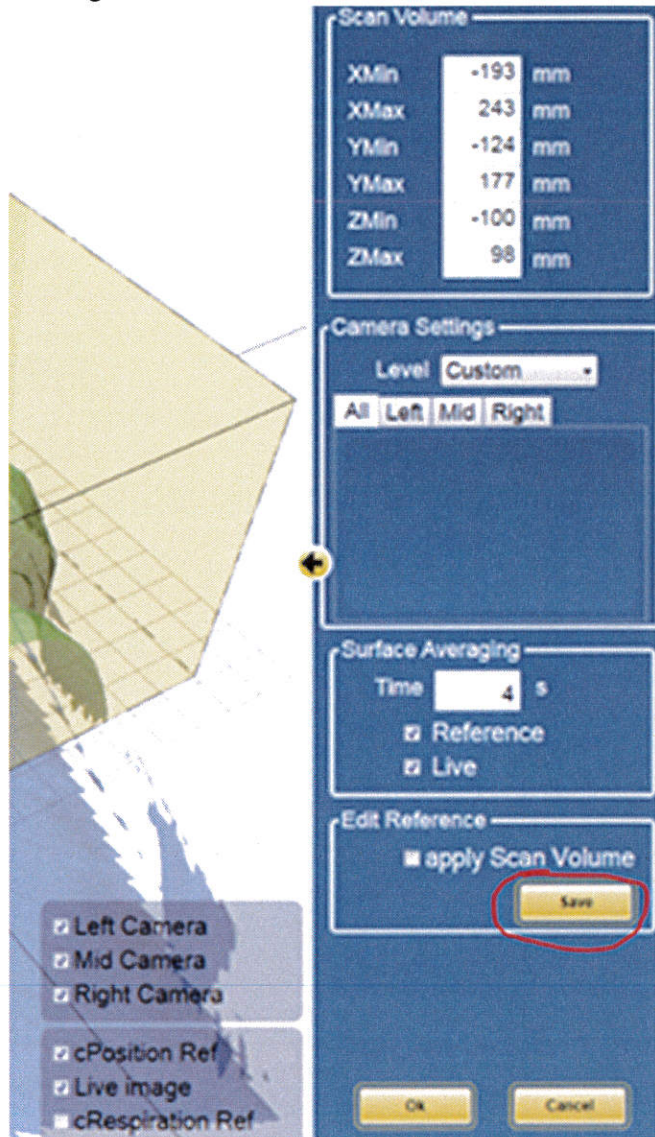 Scan Volume
XMin -193 mm
XMax 243 mm
YMin -124 mm
YMax 177 mm
ZMin -100 mm
ZMax 98 mm
Camera Settings
Level Custom
All Left Mid Right
Surface Averaging
Time 4 s
Reference
Live
Edit Reference
apply Scan Volume
Save
Left Camera
Mid Camera
Right Camera
cPosition Ref
Live image
cRespiration Ref
Ok Cancel